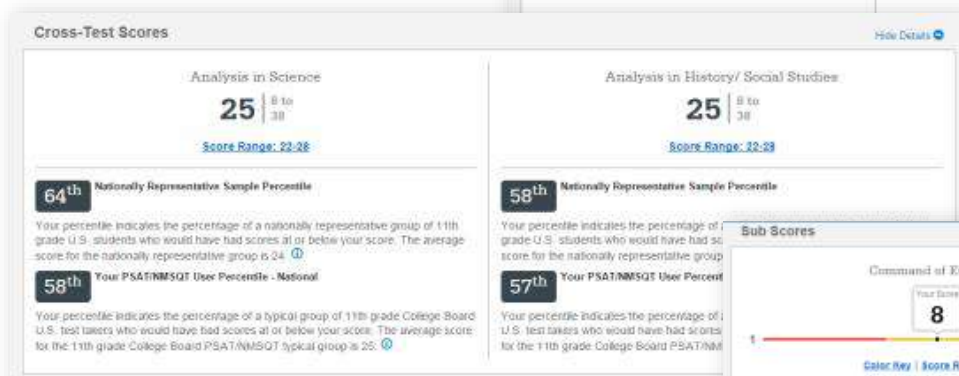 Cross-Test Scores
Hide Details
Analysis in Science
25 8 to 38
Score Range: 22-28
64th Nationally Representative Sample Percentile
Your percentile indicates the percentage of a nationally representative group of 11th
grade U.S. students who would have had scores at or below your score. The average
score for the nationally representative group is 24.
58th Your PSAT/NMSQT User Percentile - National
Your percentile indicates the percentage of a typical group of 11th grade College Board
U.S. test takers who would have had scores at or below your score. The average score
for the 11th grade College Board PSAT/NMSQT typical group is 25.
Analysis in History/ Social Studies
25 8 to 38
Score Range: 22-28
58th Nationally Representative Sample Percentile
Your percentile indicates the percentage of
grade U.S. students who would have had
score for the nationally representative group
57th Your PSAT/NMSQT User
Your percentile indicates the percentage of
U.S. test takers who would have had scores
for the 11th grade College Board
Sub Scores
Command of
Your Score
8
1
Color Key | Score